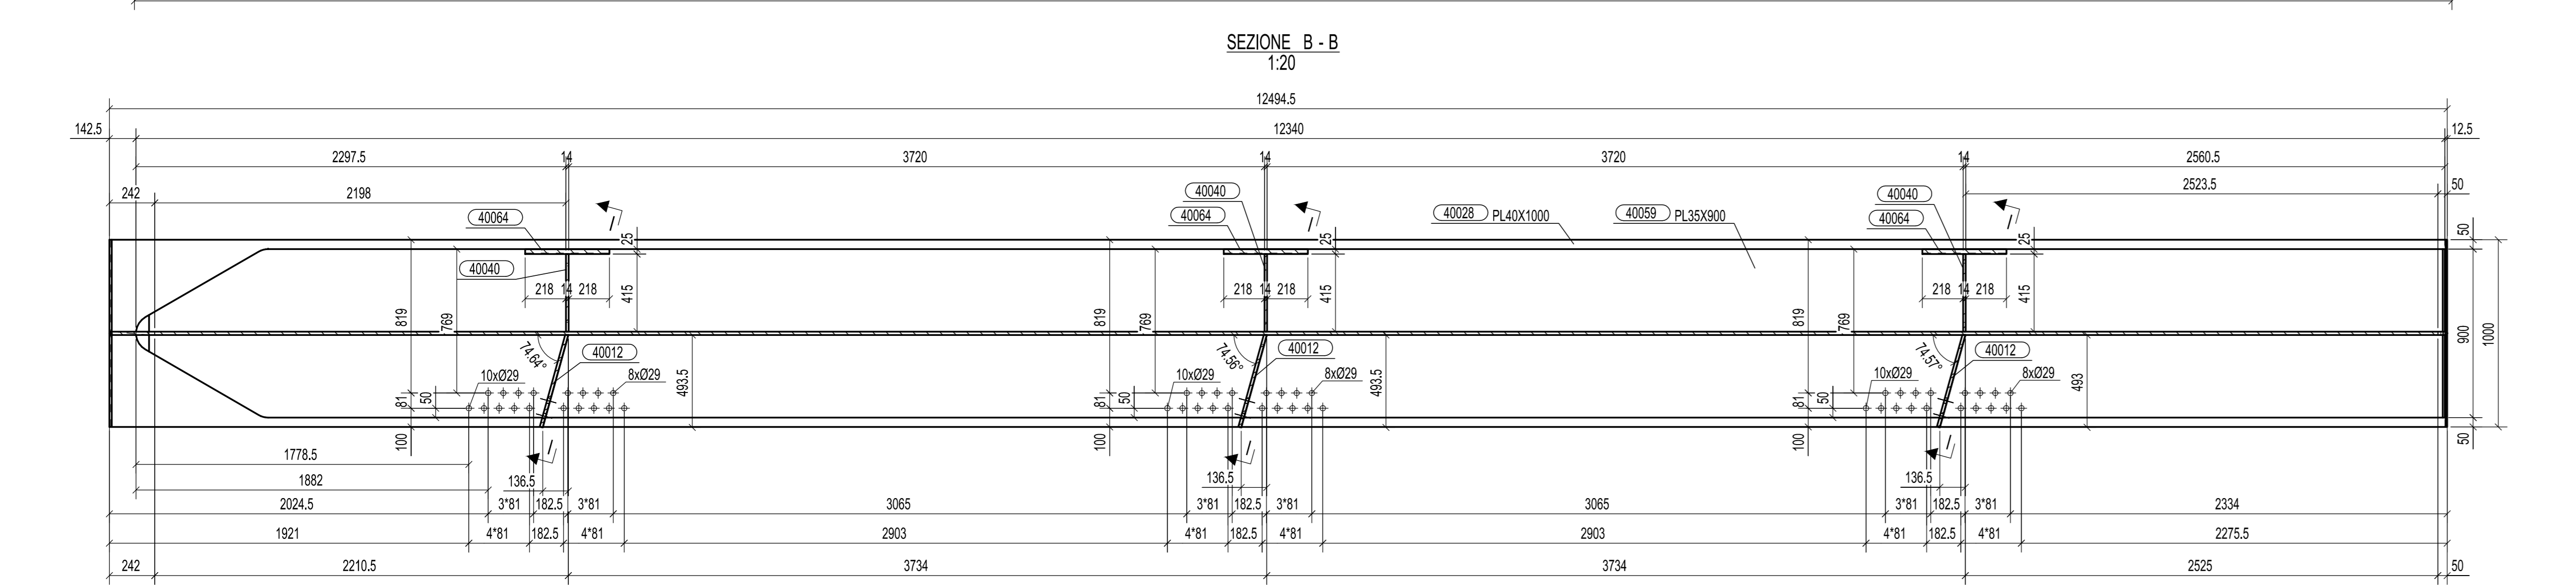 SEZIONE B - B
1:20
12494.5
142.5 12340 12.5
2297.5 14 3720 14 3720 14 2560.5
242 2198 2523.5 50
40064 I 40040 I 40040 I
40064 40028 PL40X1000 40059 PL35X900 40064
25 25 25 50
40040
218 14 218 415 218 14 218 415 218 14 218 415
819 769 819 769 819 769 900 1000
74.64° 40012 74.56° 40012 74.57° 40012
10xØ29 8xØ29 493.5 10xØ29 8xØ29 493.5 10xØ29 8xØ29 493
81 50 81 50 81 50
100 I 100 I 100 I 50
1778.5
1882 136.5 136.5 136.5
2024.5 3*81 182.5 3*81 3065 3*81 182.5 3*81 3065 3*81 182.5 3*81 2334
1921 4*81 182.5 4*81 2903 4*81 182.5 4*81 2903 4*81 182.5 4*81 2275.5
242 2210.5 3734 3734 2525 50